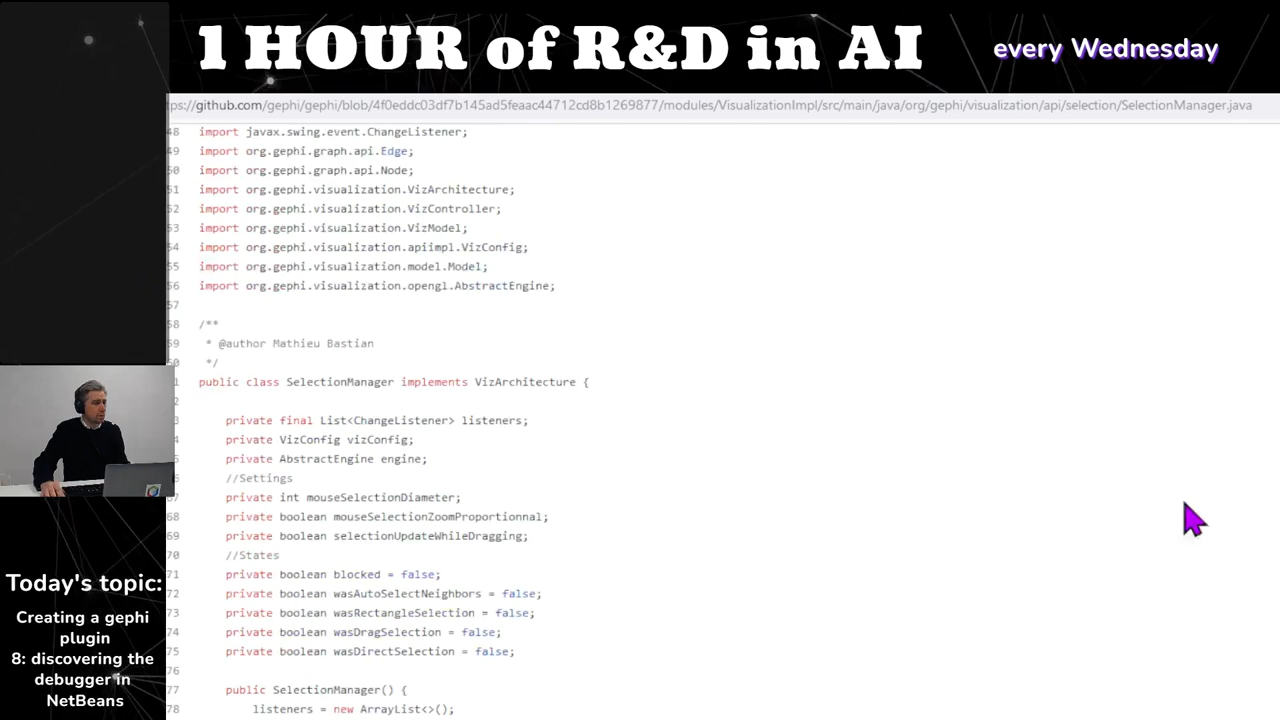 1 HOUR of R&D in AI
every Wednesday
ps://github.com/gephi/gephi/blob/4f0eddc03df7b145ad5feaac44712cd8b1269877/modules/VisualizationImpl/src/main/java/org/gephi/visualization/api/selection/SelectionManager.java
48 import javax.swing.event.ChangeListener;
49 import org.gephi.graph.api.Edge;
50 import org.gephi.graph.api.Node;
51 import org.gephi.visualization.VizArchitecture;
52 import org.gephi.visualization.VizController;
53 import org.gephi.visualization.VizModel;
54 import org.gephi.visualization.apiimpl.VizConfig;
55 import org.gephi.visualization.model.Model;
56 import org.gephi.visualization.opengl.AbstractEngine;
57
58 /**
59 * @author Mathieu Bastian
50 */
1 public class SelectionManager implements VizArchitecture {
2
3 private final List<ChangeListener> listeners;
4 private VizConfig vizConfig;
5 private AbstractEngine engine;
6 //Settings
67 private int mouseSelectionDiameter;
68 private boolean mouseSelectionZoomProportionnal;
69 private boolean selectionUpdateWhileDragging;
70 //States
71 private boolean blocked = false;
72 private boolean wasAutoSelectNeighbors = false;
73 private boolean wasRectangleSelection = false;
74 private boolean wasDragSelection = false;
75 private boolean wasDirectSelection = false;
76
77 public SelectionManager() {
78 listeners = new ArrayList<>();
Today's topic:
Creating a gephi
plugin
8: discovering the
debugger in
NetBeans